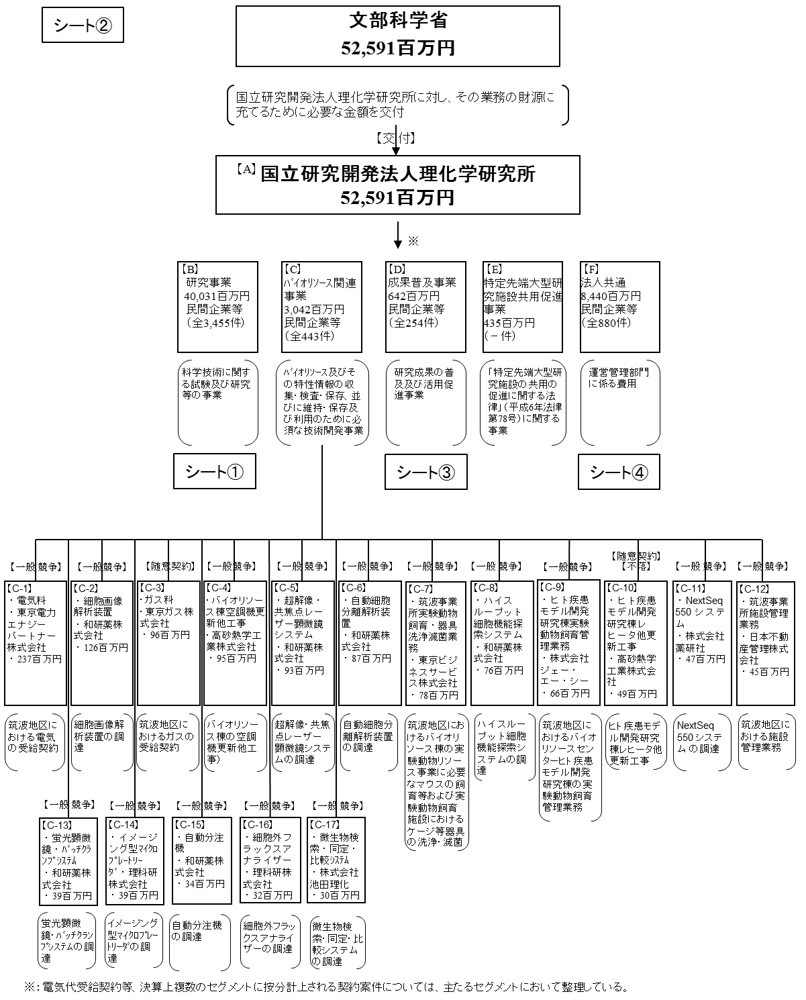 シート②
文部科学省
52,591百万円
国立研究開発法人理化学研究所に対し、その業務の財源に
充てるために必要な金額を交付
【交付】
【A】国立研究開発法人理化学研究所
52,591百万円
※
【B】
研究事業
40,031百万円
民間企業等
（全3,455件）
【C】
ﾊﾞｲｵﾘｿｰｽ関連
事業
3,042百万円
民間企業等
（全443件）
【D】
成果普及事業
642百万円
民間企業等
（全254件）
【E】
特定先端大型研
究施設共用促進
事業
435百万円
（－件）
【F】
法人共通
8,440百万円
民間企業等
（全880件）
科学技術に関す
る試験及び研究
等の事業
ﾊﾞｲｵﾘｿｰｽ及びそ
の特性情報の収
集・検査・保存、並
びに維持・保存及
び利用のために必
須な技術開発事業
研究成果の普
及及び活用促
進事業
「特定先端大型研
究施設の共用の
促進に関する法
律」（平成6年法律
第78号）に関する
事業
運営管理部門
に係る費用
シート①
シート③
シート④
【一般競争】
【C-1】
・電気料
・東京電力
エナジー
パートナー
株式会社
・237百万円
筑波地区に
おける電気
の受給契約
【一般競争】
【C-2】
・細胞画像
解析装置
・和研薬株
式会社
・126百万円
細胞画像解
析装置の調
達
【随意契約】
【C-3】
・ガス料
・東京ガス株
式会社
・96百万円
筑波地区に
おけるガスの
受給契約
【一般競争】
【C-4】
・バイオリソー
ス棟空調機更
新他工事
・高砂熱学工
業株式会社
・95百万円
バイオリソー
ス棟の空調
機更新他工
事）
【一般競争】
【C-5】
・超解像・
共焦点レー
ザー顕微鏡
システム
・和研薬株
式会社
・93百万円
超解像・共焦
点レーザー
顕微鏡システ
ムの調達
【一般競争】
【C-6】
・自動細胞
分離解析装
置
・和研薬株
式会社
・87百万円
自動細胞分
離解析装置
の調達
【一般競争】
【C-7】
・筑波事業
所実験動物
飼育・器具
洗浄滅菌業
務
・東京ビジ
ネスサービ
ス株式会社
・78百万円
筑波地区にお
けるバイオリ
ソース棟の実
験動物リソー
ス事業に必要
なマウスの飼
育等および実
験動物飼育
施設における
ケージ等器具
の洗浄・滅菌
【一般競争】
【C-8】
・ハイス
ループット
細胞機能探
索システム
・和研薬株
式会社
・76百万円
ハイスルー
プット細胞
機能探索シ
ステムの調
達
【一般競争】
【C-9】
・ヒト疾患
モデル開発
研究棟実験
動物飼育管
理業務
・株式会社
ジェー・
エー・シー
・66百万円
筑波地区に
おけるバイオ
リソースセン
ターヒト疾患
モデル開発
研究棟の実
験動物飼育
管理業務
【随意契約】
【不落】
【C-10】
・ヒト疾患
モデル開発
研究棟レ
ヒータ他更
新工事
・高砂熱学
工業株式会
社
・49百万円
ヒト疾患モデ
ル開発研究
棟レヒータ他
更新工事
【一般競争】
【C-11】
・NextSeq
550 システ
ム
・株式会社
薬研社
・47百万円
NextSeq
550システ
ムの調達
【一般競争】
【C-12】
・筑波事業
所施設管理
業務
・日本不動
産管理株式
会社
・45百万円
筑波地区に
おける施設
管理業務
【一般競争】
【C-13】
・蛍光顕微
鏡・ﾊﾟｯﾁｸﾗ
ﾝﾌﾟｼｽﾃﾑ
・和研薬株
式会社
・39百万円
蛍光顕微
鏡・ﾊﾟｯﾁｸﾗﾝ
ﾌﾟｼｽﾃﾑの調
達
【一般競争】
【C-14】
・イメージ
ング型ﾏｲｸﾛ
ﾌﾟﾚｰﾄﾘｰ
ﾀﾞ・理科研
株式会社
・39百万円
イメージング
型ﾏｲｸﾛﾌﾟﾚｰ
ﾄﾘｰﾀﾞの調
達
【一般競争】
【C-15】
・自動分注
機
・和研薬株
式会社
・34百万円
自動分注機
の調達
【一般競争】
【C-16】
・細胞外フ
ラックスア
ナライザー
・理科研株
式会社
・32百万円
細胞外フラッ
クスアナライ
ザーの調達
【一般競争】
【C-17】
・微生物検
索・同定・
比較ｼｽﾃﾑ
・株式会社
池田理化
・30百万円
微生物検
索・同定・比
較システム
の調達
※：電気代受給契約等、決算上複数のセグメントに按分計上される契約案件については、主たるセグメントにおいて整理している。